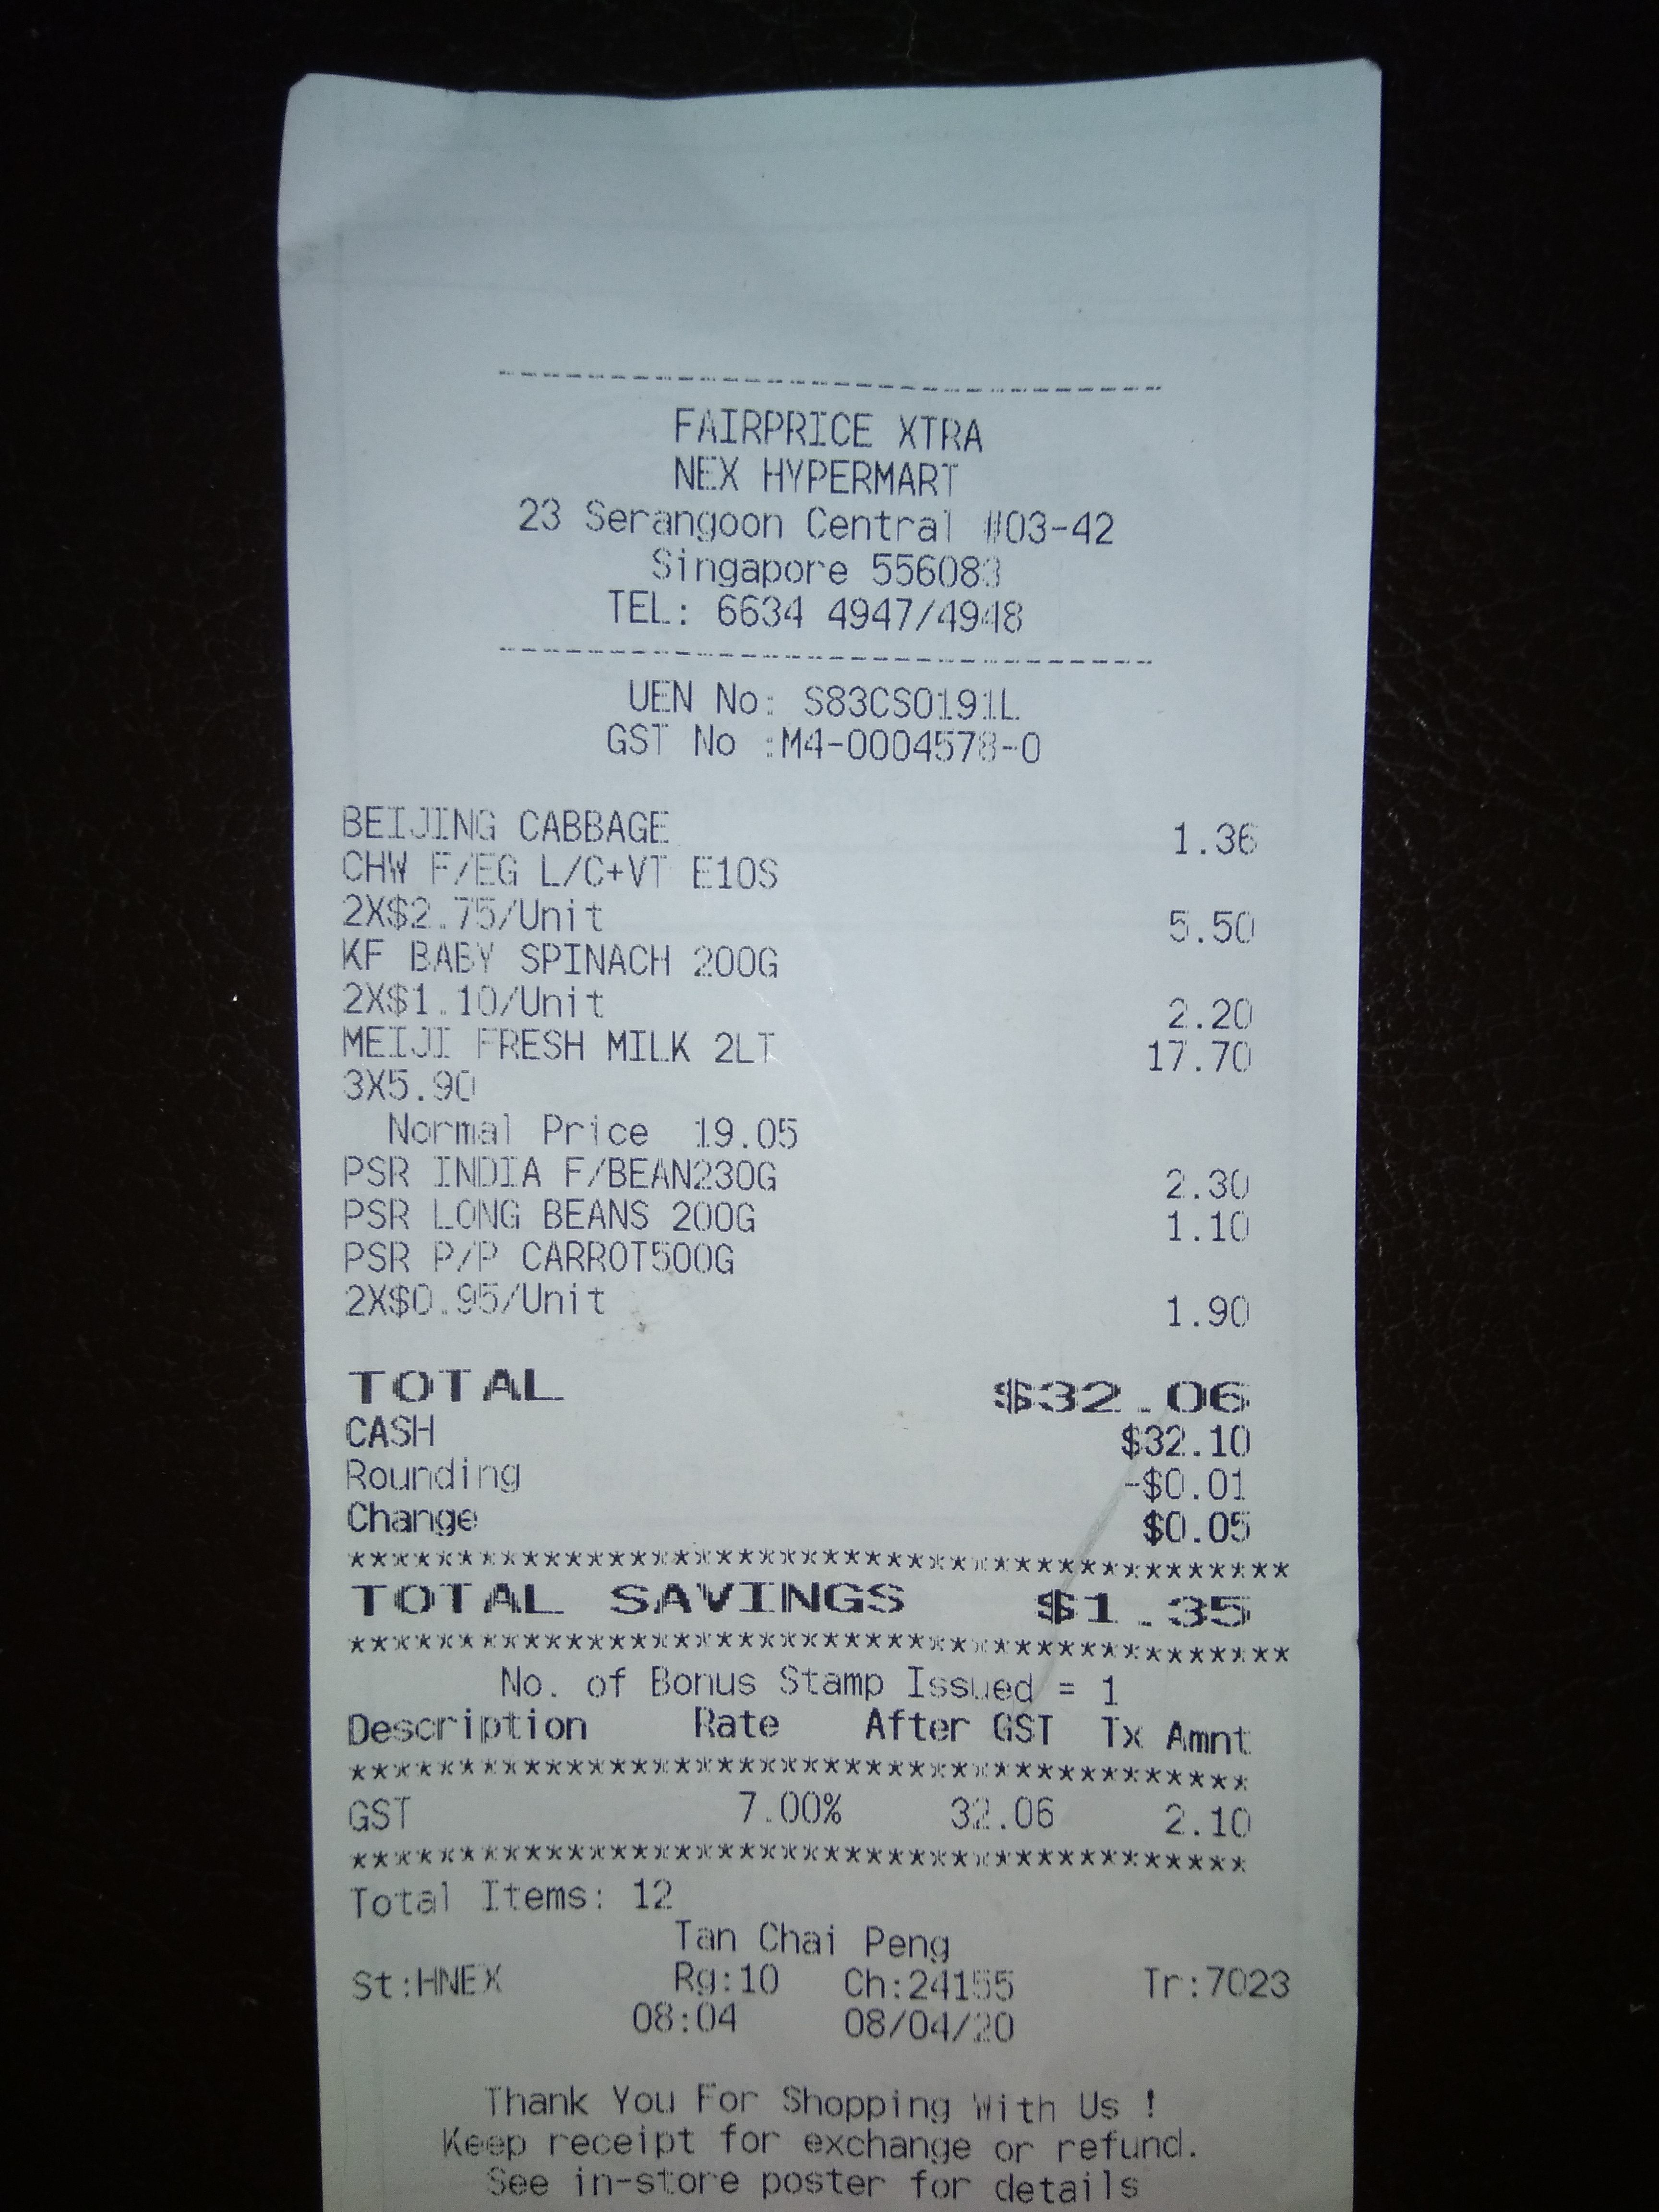 FAIRPRICE XTRA
NEX HYPERMART
23 Serangoon Central #03-42
Singapore 556083
TEL: 6634 4947/4948
UEN No: S83CS0191L
GST No :M4-0004578-0
BEIJING CABBAGE 1.36
CHW F/EG L/C+VT E10S
2X$2.75/Unit 5.50
KF BABY SPINACH 200G
2X$1.10/Unit 2.20
MEIJI FRESH MILK 2LT 17.70
3X5.90
Normal Price 19.05
PSR INDIA F/BEAN230G 2.30
PSR LONG BEANS 200G 1.10
PSR P/P CARROT500G
2X$0.95/Unit 1.90
TOTAL $32.06
CASH $32.10
Rounding -$0.01
Change $0.05
********************************************
TOTAL SAVINGS $1.35
********************************************
No. of Bonus Stamp Issued = 1
Description Rate After GST Tx Amnt
******************************************
GST 7.00% 32.06 2.10
******************************************
Total Items: 12
Tan Chai Peng
St:HNEX Rg:10 Ch:24155 Tr:7023
08:04 08/04/20
Thank You For Shopping With Us !
Keep receipt for exchange or refund.
See in-store poster for details